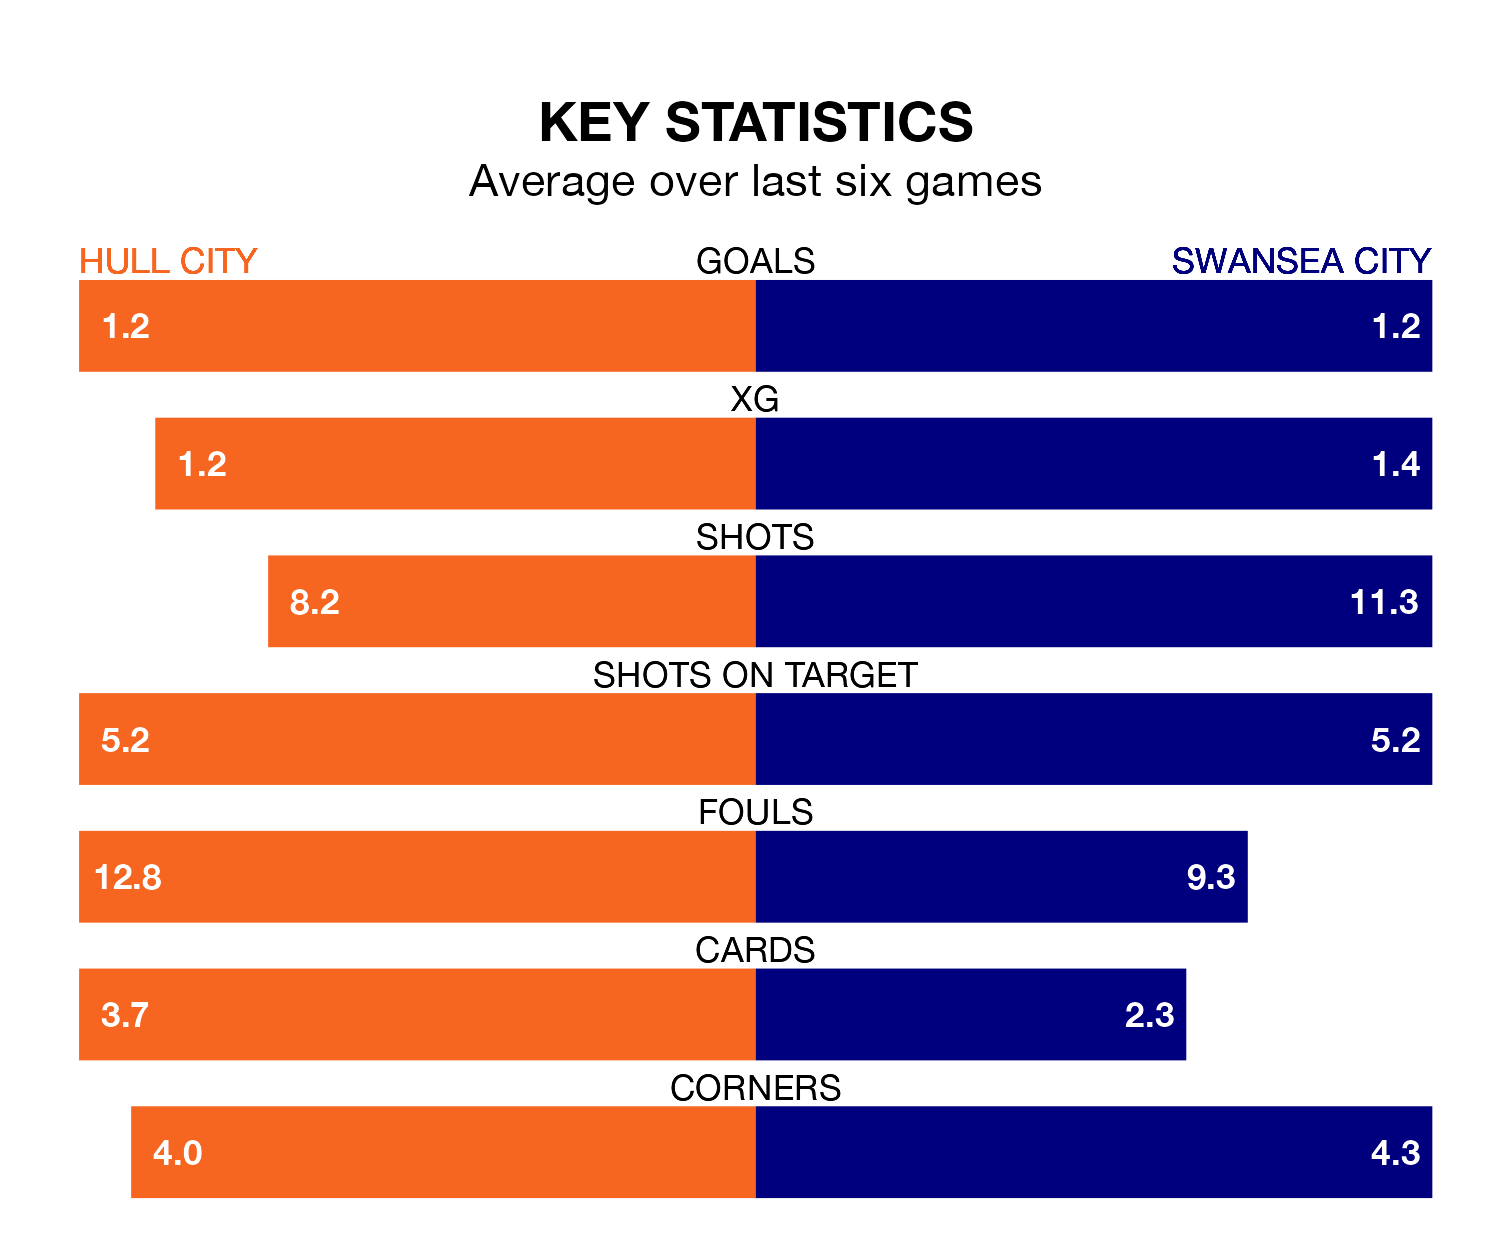 KEY STATISTICS
Average over last six games
HULL CITY GOALS SWANSEA CITY
1.2 1.2
XG
1.2 1.4
SHOTS
8.2 11.3
SHOTS ON TARGET
5.2 5.2
FOULS
12.8 9.3
CARDS
3.7 2.3
CORNERS
4.0 4.3